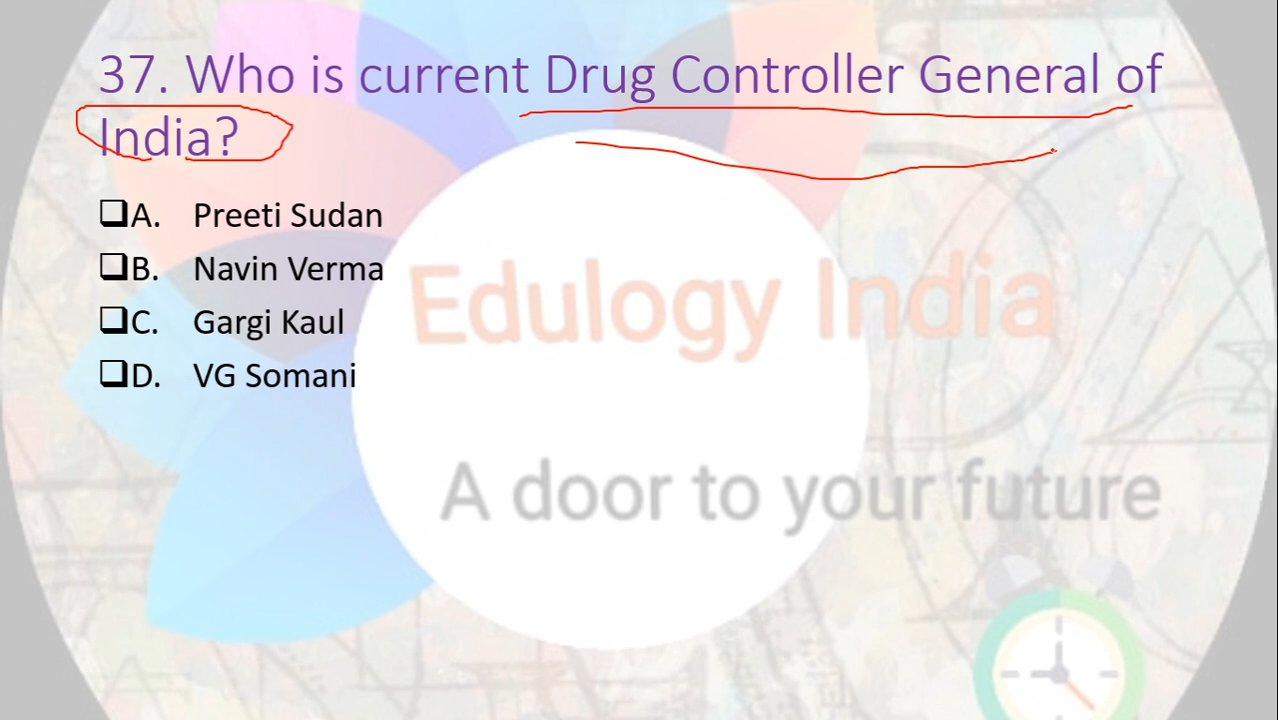 37. Who is current Drug Controller General of
India?
❑A. Preeti Sudan
❑B. Navin Verma
❑C. Gargi Kaul
❑D. VG Somani
Edulogy India
A door to your future